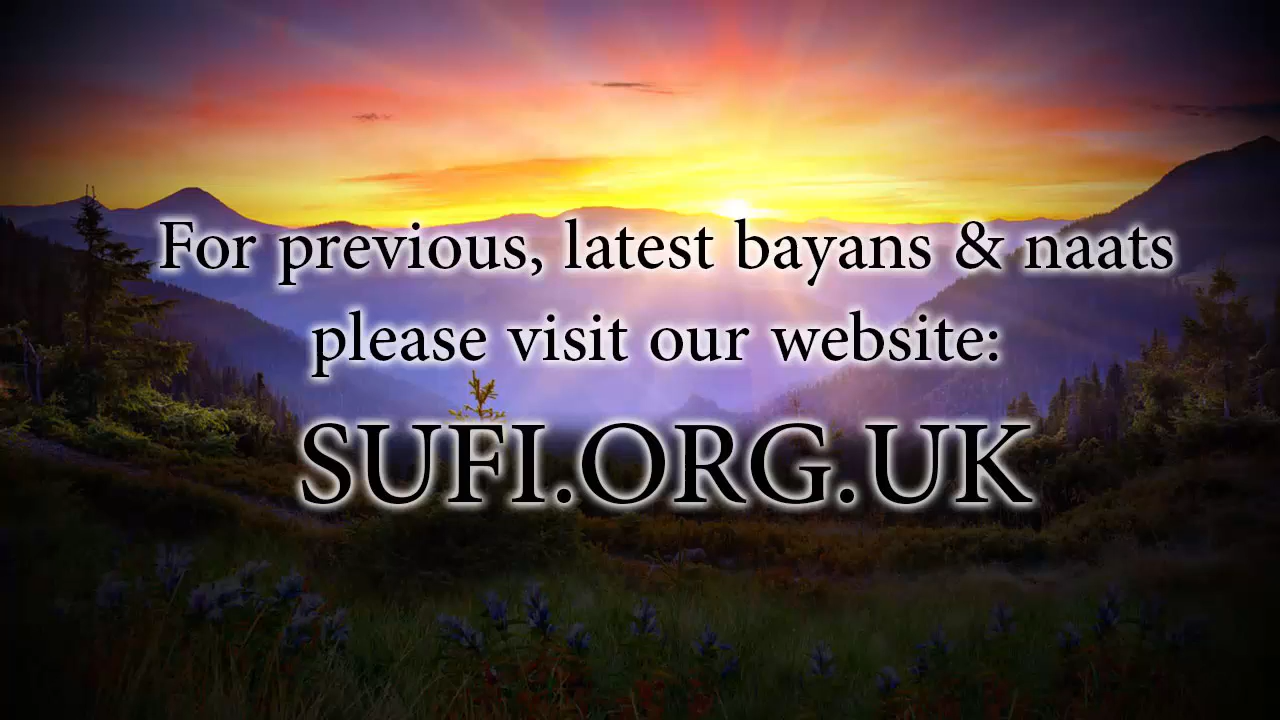 For previous, latest bayans & naats
please visit our website:
SUFI.ORG.UK